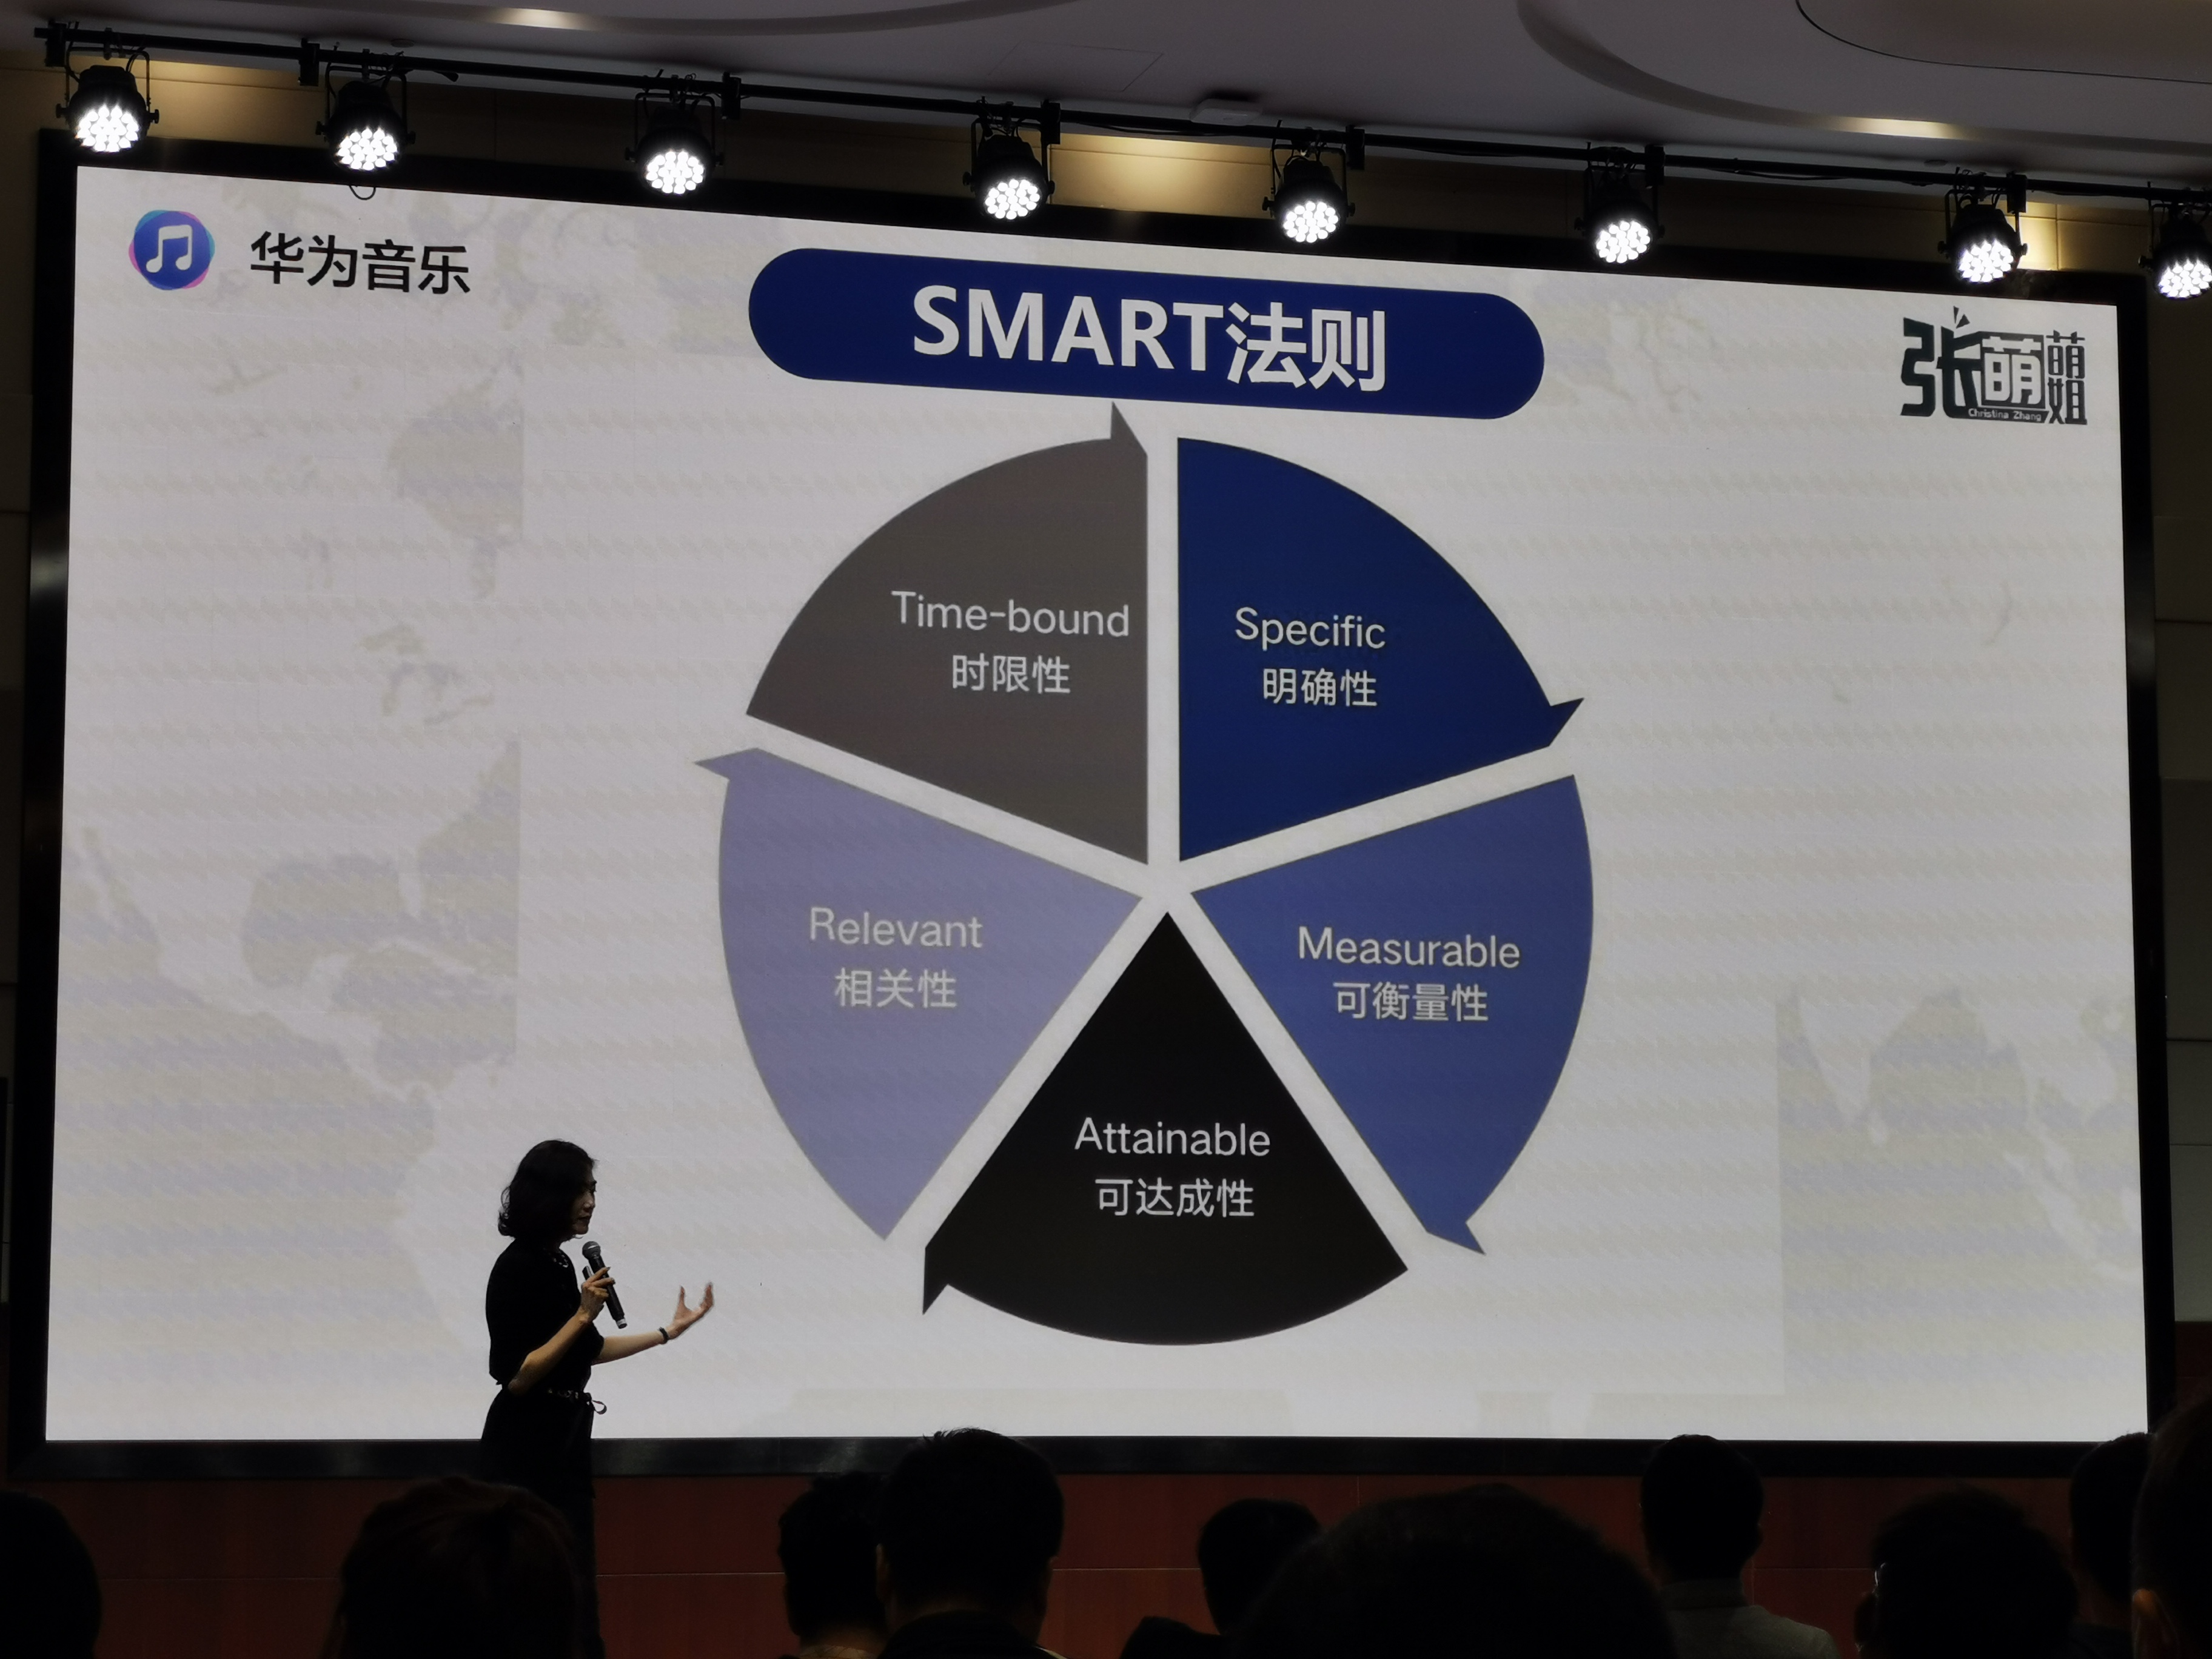 华为音乐
SMART法则
张萌萌姐
Christina Zhang
Time-bound
时限性
Specific
明确性
Relevant
相关性
Measurable
可衡量性
Attainable
可达成性